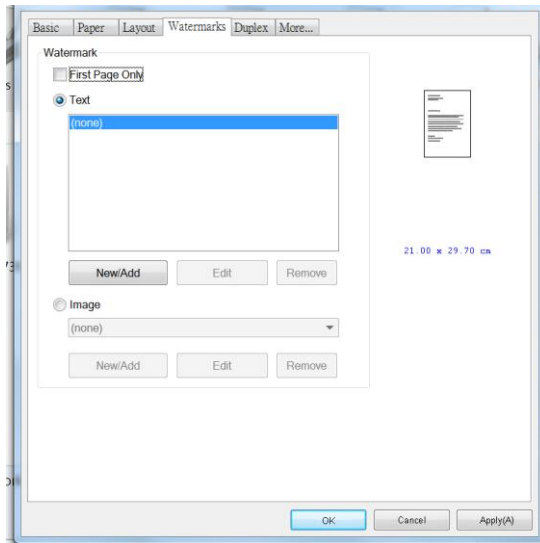 Basic Paper Layout Watermarks Duplex More...
Watermark
First Page Only
Text
(none)
21.00 x 29.70 cm
New/Add Edit Remove
Image
(none)
New/Add Edit Remove
OK Cancel Apply(A)